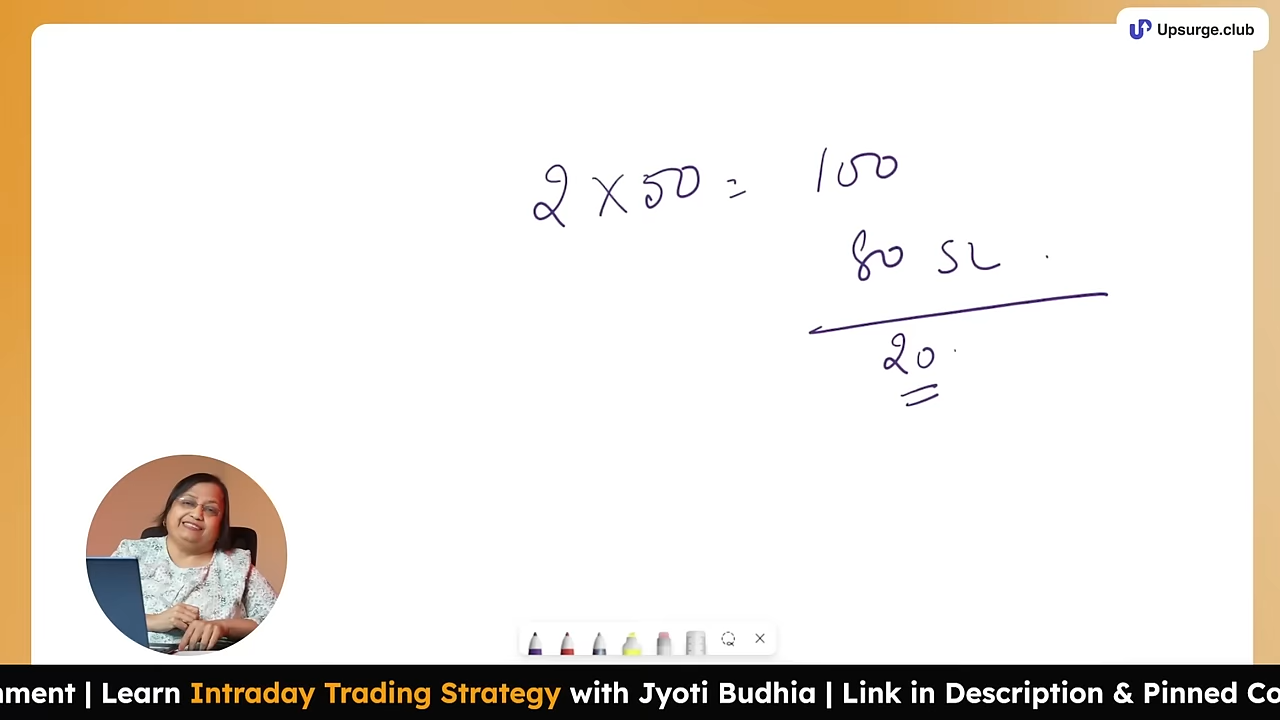 Upsurge.club
2 x 50 = 100
80 SL
20
nment | Learn Intraday Trading Strategy with Jyoti Budhia | Link in Description & Pinned Co